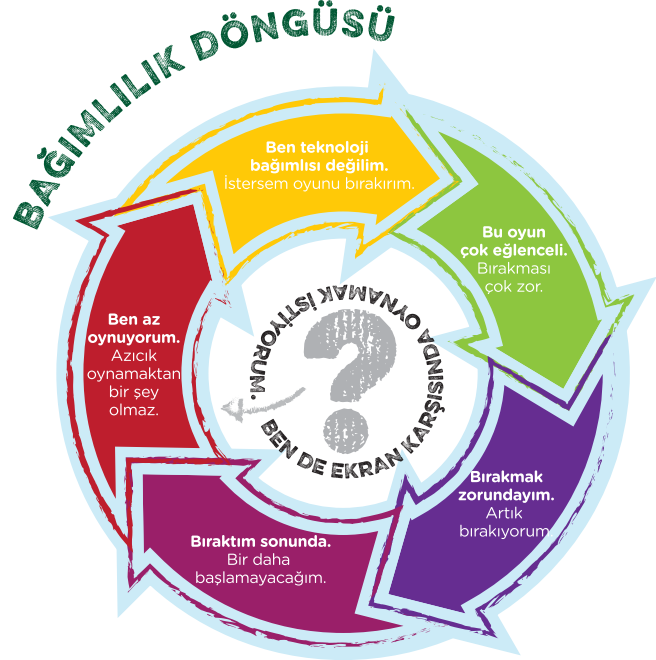 BAĞIMLILIK DÖNGÜSÜ
Ben teknoloji
bağımlısı değilim.
İstersem oyunu bırakırım.
Bu oyun
çok eğlenceli.
Bırakması
çok zor.
Bırakmak
zorundayım.
Artık
bırakıyorum.
Bıraktım sonunda.
Bir daha
başlamayacağım.
Ben az
oynuyorum.
Azıcık
oynamaktan
bir şey
olmaz.
BEN DE EKRAN KARŞISINDA OYNAMAK İSTİYORUM.
?